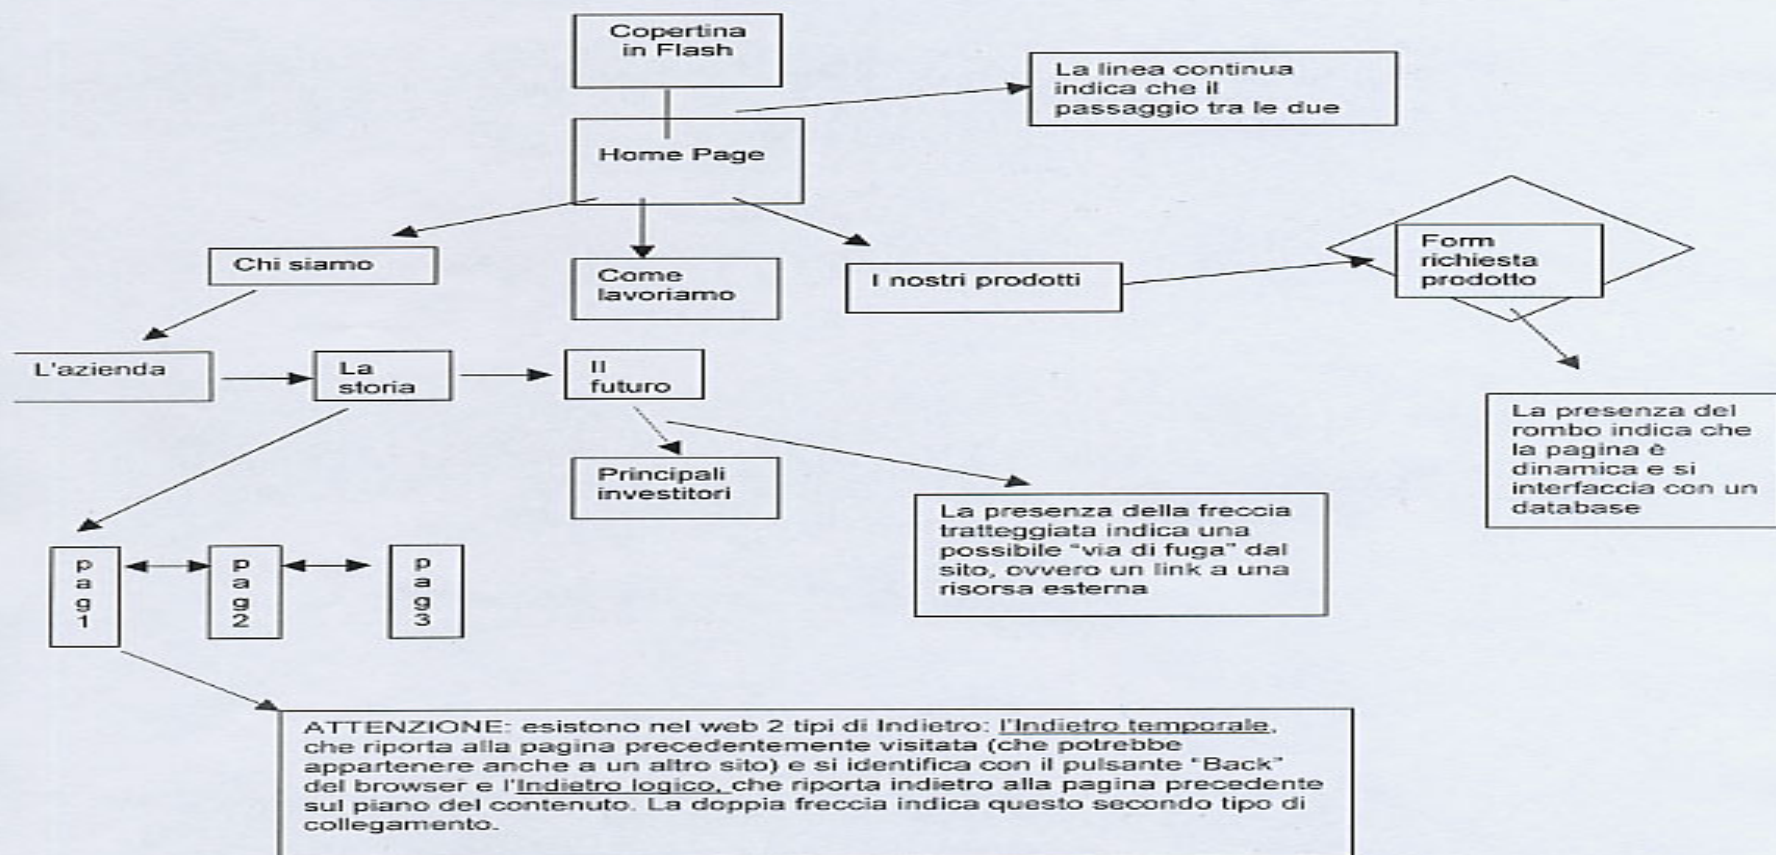 Copertina
in Flash
La linea continua
indica che il
passaggio tra le due
Home Page
Chi siamo
Come
lavoriamo
I nostri prodotti
Form
richiesta
prodotto
L'azienda
La
storia
Il
futuro
Principali
investitori
La presenza del
rombo indica che
la pagina è
dinamica e si
interfaccia con un
database
La presenza della freccia
tratteggiata indica una
possibile "via di fuga" dal
sito, ovvero un link a una
risorsa esterna
p
a
g
1
p
a
g
2
p
a
g
3
ATTENZIONE: esistono nel web 2 tipi di Indietro: l'Indietro temporale,
che riporta alla pagina precedentemente visitata (che potrebbe
appartenere anche a un altro sito) e si identifica con il pulsante "Back"
del browser e l'Indietro logico, che riporta indietro alla pagina precedente
sul piano del contenuto. La doppia freccia indica questo secondo tipo di
collegamento.